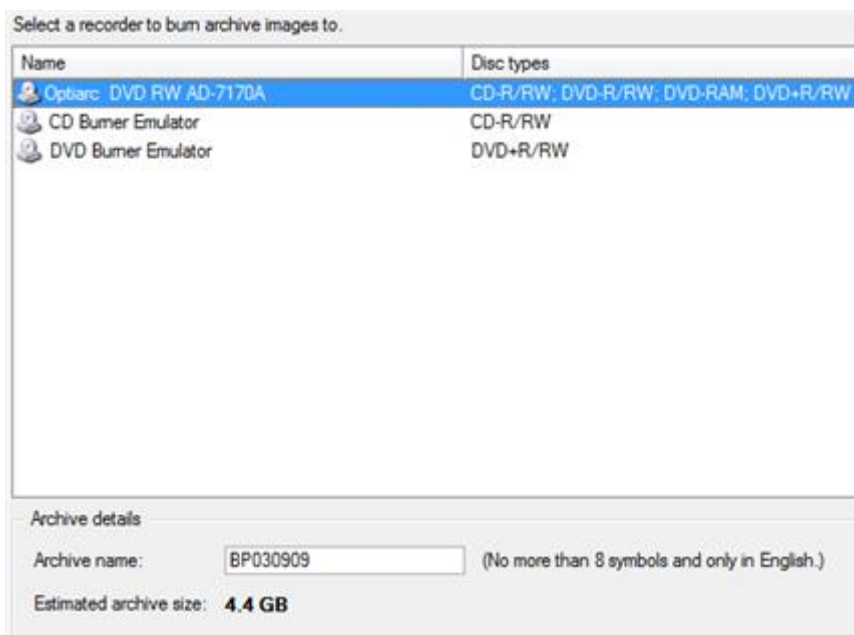 Select a recorder to burn archive images to.
Name Disc types
Optiarc DVD RW AD-7170A CD-R/RW; DVD-R/RW; DVD-RAM; DVD+R/RW
CD Burner Emulator CD-R/RW
DVD Burner Emulator DVD+R/RW
Archive details
Archive name: BP030909 (No more than 8 symbols and only in English.)
Estimated archive size: 4.4 GB